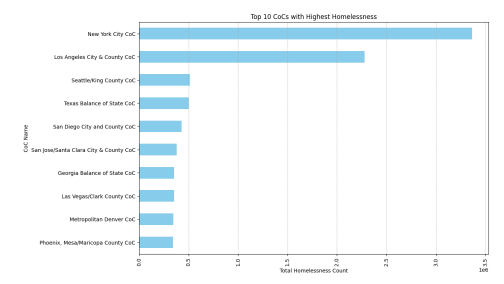 Top 10 CoCs with Highest Homelessness
CoC Name
New York City CoC
Los Angeles City & County CoC
Seattle/King County CoC
Texas Balance of State CoC
San Diego City and County CoC
San Jose/Santa Clara City & County CoC
Georgia Balance of State CoC
Las Vegas/Clark County CoC
Metropolitan Denver CoC
Phoenix, Mesa/Maricopa County CoC
0.0 0.5 1.0 1.5 2.0 2.5 3.0 3.5
1e6
Total Homelessness Count